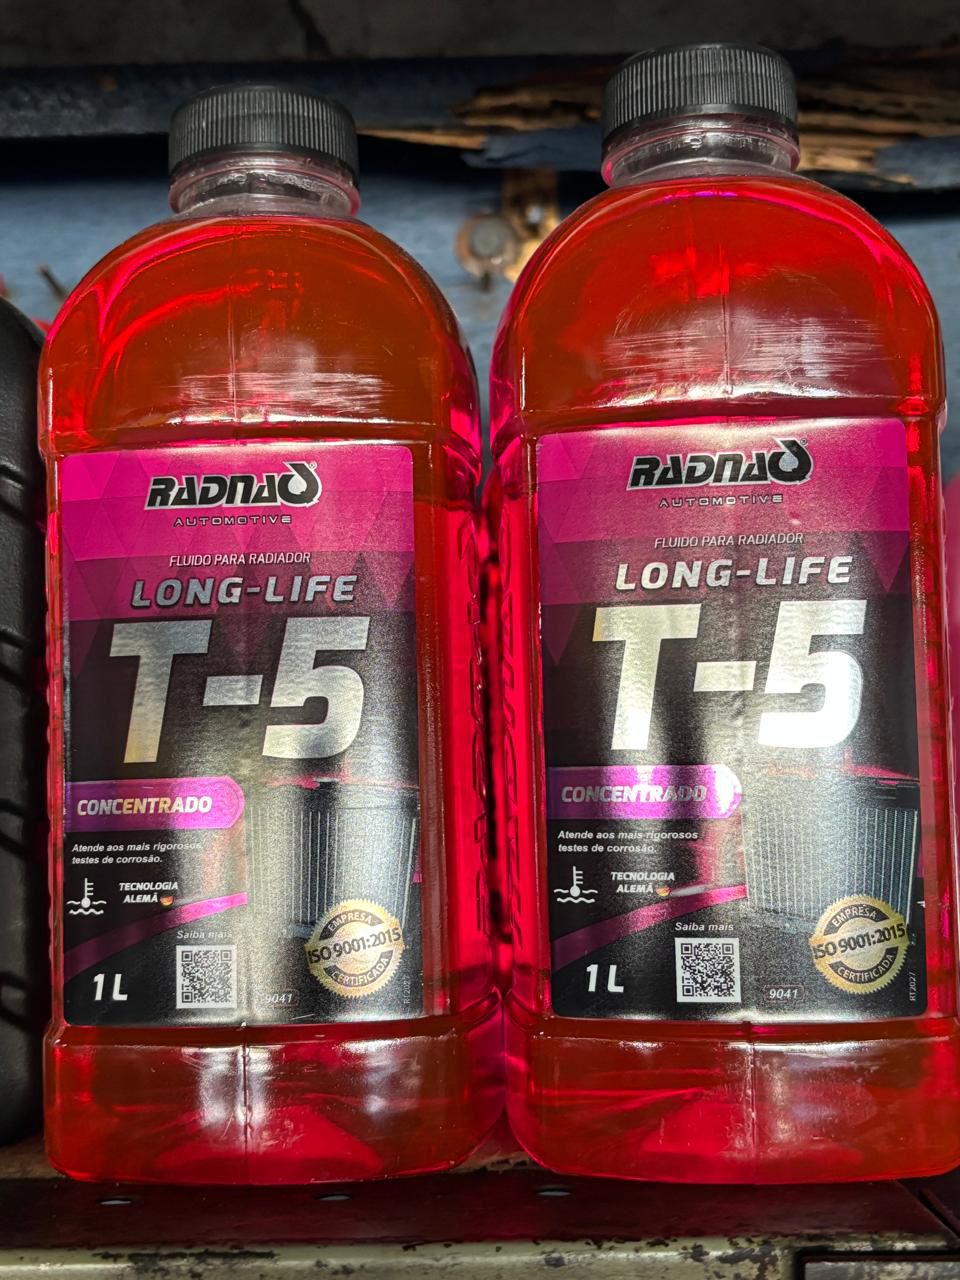 RADNAQ
AUTOMOTIVE
FLUIDO PARA RADIADOR
LONG-LIFE
T-5
CONCENTRADO
Atende aos mais rigorosos
testes de corrosão.
TECNOLOGIA
ALEMÃ
Saiba mais
1L
9041
EMPRESA
ISO 9001:2015
CERTIFICADA
RADNAQ
AUTOMOTIVE
FLUIDO PARA RADIADOR
LONG-LIFE
T-5
CONCENTRADO
Atende aos mais rigorosos
testes de corrosão.
TECNOLOGIA
ALEMÃ
Saiba mais
1L
9041
EMPRESA
ISO 9001:2015
CERTIFICADA
RT2027